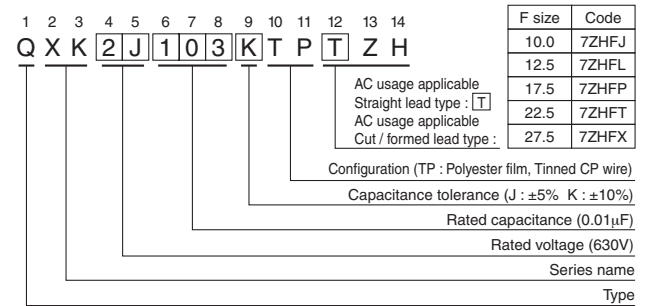 1 2 3 4 5 6 7 8 9 10 11 12 13 14
Q X K 2 J 1 0 3 K T P T Z H
F size Code
10.0 7ZHFJ
12.5 7ZHFL
17.5 7ZHFP
22.5 7ZHFT
27.5 7ZHFX
AC usage applicable
Straight lead type : T
AC usage applicable
Cut / formed lead type :
Configuration (TP : Polyester film, Tinned CP wire)
Capacitance tolerance (J : ±5% K : ±10%)
Rated capacitance (0.01μF)
Rated voltage (630V)
Series name
Type